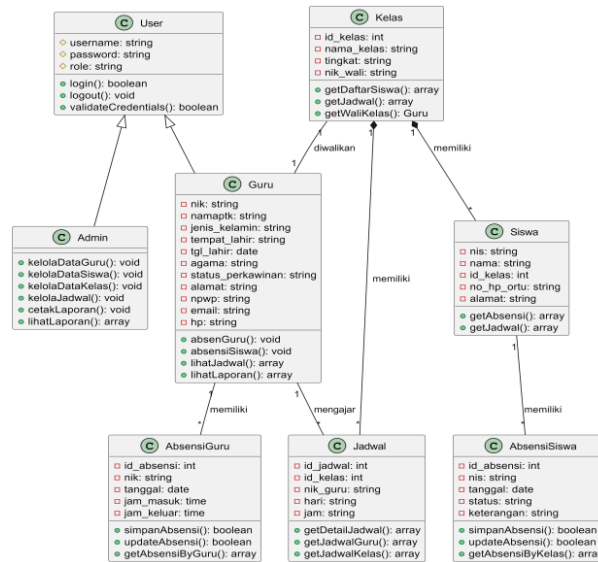 C User
username: string
password: string
role: string
login(): boolean
logout(): void
validateCredentials(): boolean
C Kelas
id_kelas: int
nama_kelas: string
tingkat: string
nik_wali: string
getDaftarSiswa(): array
getJadwal(): array
getWaliKelas(): Guru
1
1
1
diwalikan
memiliki
1
C Guru
nik: string
namaptk: string
jenis_kelamin: string
tempat_lahir: string
tgl_lahir: date
agama: string
status_perkawinan: string
alamat: string
npwp: string
email: string
hp: string
absenGuru(): void
absensiSiswa(): void
lihatJadwal(): array
lihatLaporan(): array
C Admin
kelolaDataGuru(): void
kelolaDataSiswa(): void
kelolaDataKelas(): void
kelolaJadwal(): void
cetakLaporan(): void
lihatLaporan(): array
memiliki
*
C Siswa
nis: string
nama: string
id_kelas: int
no_hp_ortu: string
alamat: string
getAbsensi(): array
getJadwal(): array
1
1
1
memiliki
mengajar
memiliki
*
*
*
*
C AbsensiGuru
id_absensi: int
nik: string
tanggal: date
jam_masuk: time
jam_keluar: time
simpanAbsensi(): boolean
updateAbsensi(): boolean
getAbsensiByGuru(): array
C Jadwal
id_jadwal: int
id_kelas: int
nik_guru: string
hari: string
jam: string
getDetailJadwal(): array
getJadwalGuru(): array
getJadwalKelas(): array
C AbsensiSiswa
id_absensi: int
nis: string
tanggal: date
status: string
keterangan: string
simpanAbsensi(): boolean
updateAbsensi(): boolean
getAbsensiByKelas(): arra